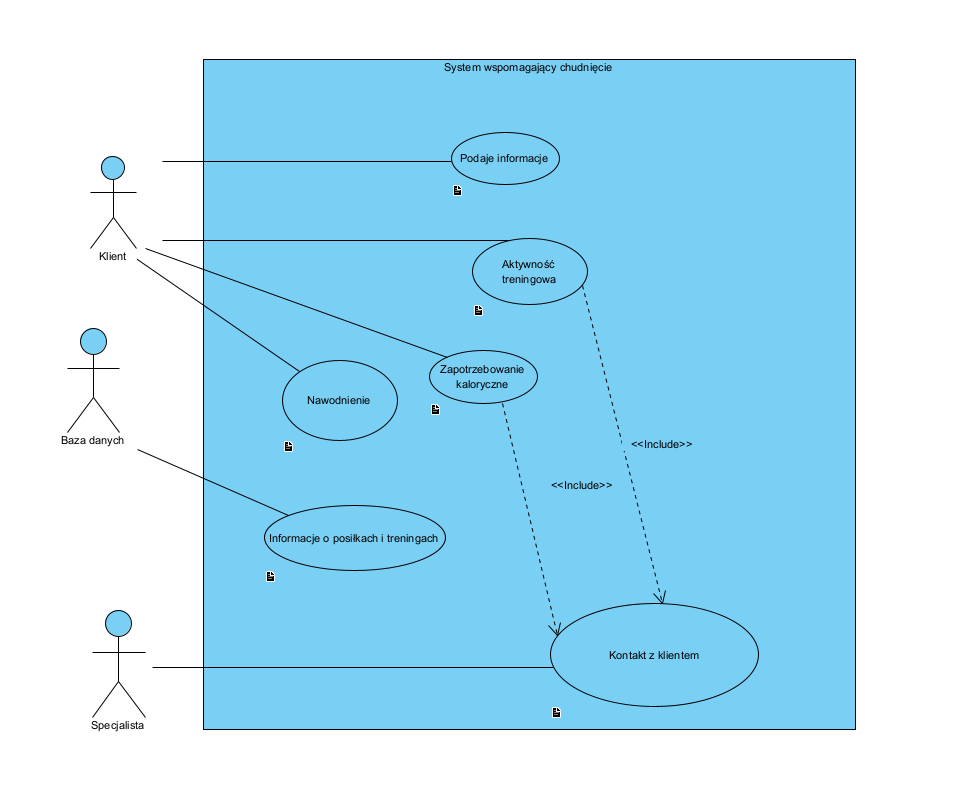 System wspomagający chudnięcie
Podaje informacje
Klient
Aktywność
treningowa
Zapotrzebowanie
kaloryczne
Nawodnienie
Baza danych
<<Include>>
<<Include>>
Informacje o posiłkach i treningach
Kontakt z klientem
Specjalista